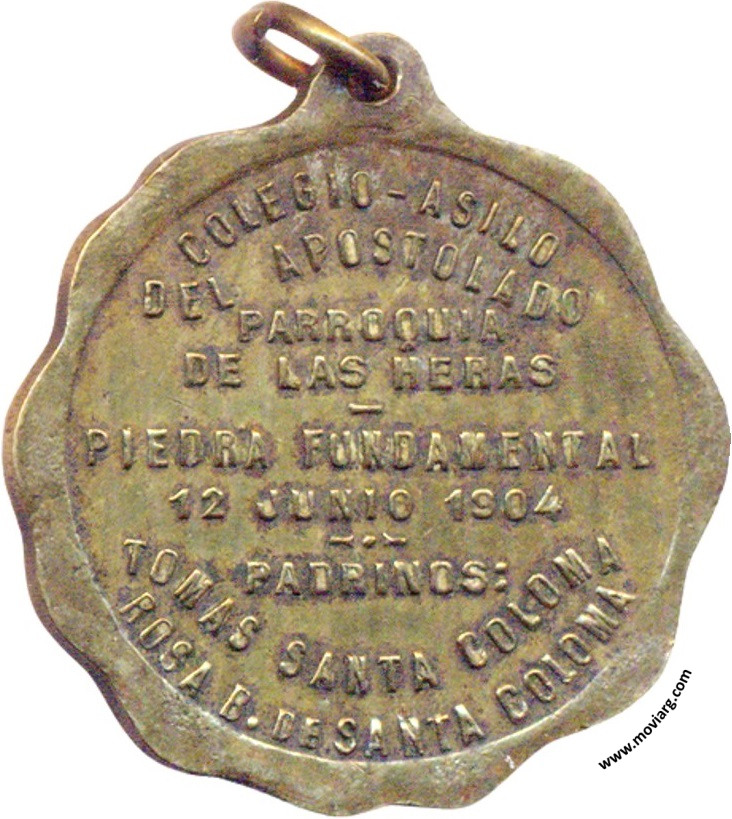 COLEGIO-ASILO
DEL APOSTOLADO
PARROQUIA
DE LAS HERAS
PIEDRA FUNDAMENTAL
12 JUNIO 1904
PADRINOS:
TOMAS SANTA COLOMA
ROSA B. DE SANTA COLOMA
www.moviarg.com